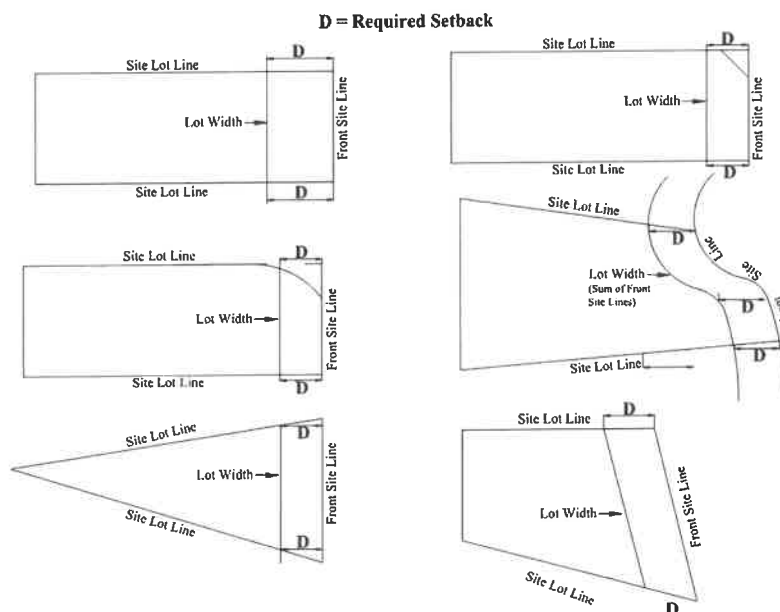 D = Required Setback
D
Site Lot Line
Lot Width
Front Site Line
Site Lot Line
D
D
Site Lot Line
Lot Width
Front Site Line
Site Lot Line
D
D
Site Lot Line
Lot Width
Front Site Line
Site Lot Line
D
Site Lot Line
D
Line
Site
Lot Width
(Sum of Front
Site Lines)
D
D
Site Lot Line
Site Lot Line
D
Lot Width
Front Site Line
Site Lot Line
D
D
Site Lot Line
Lot Width
Front Site Line
Site Lot Line
D